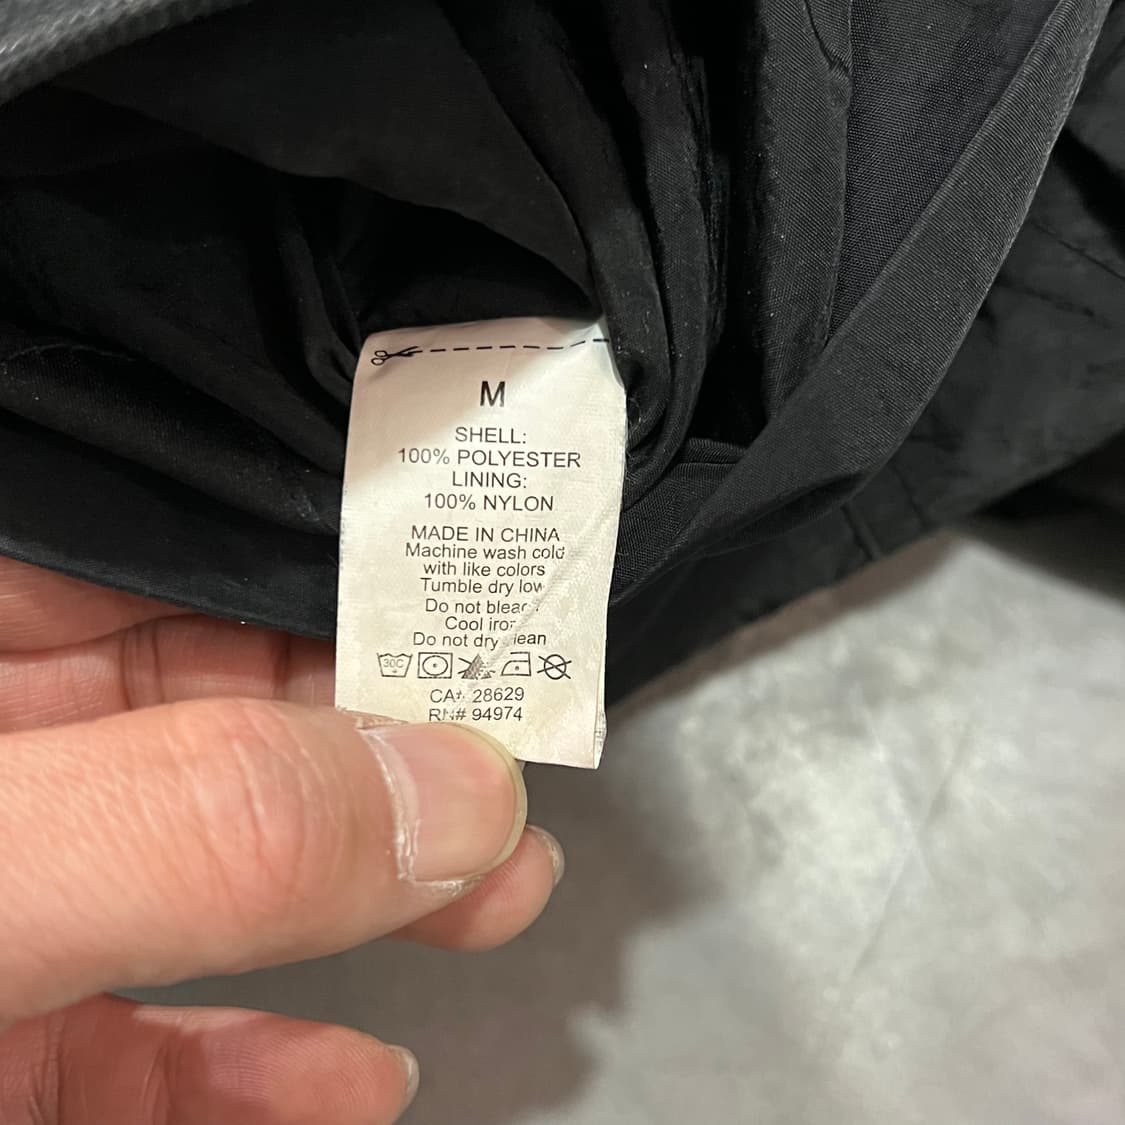 M
SHELL:
100% POLYESTER
LINING:
100% NYLON
MADE IN CHINA
Machine wash cold
with like colors
Tumble dry low
Do not bleach
Cool iron
Do not dry clean
30C
CA# 28629
RN# 94974